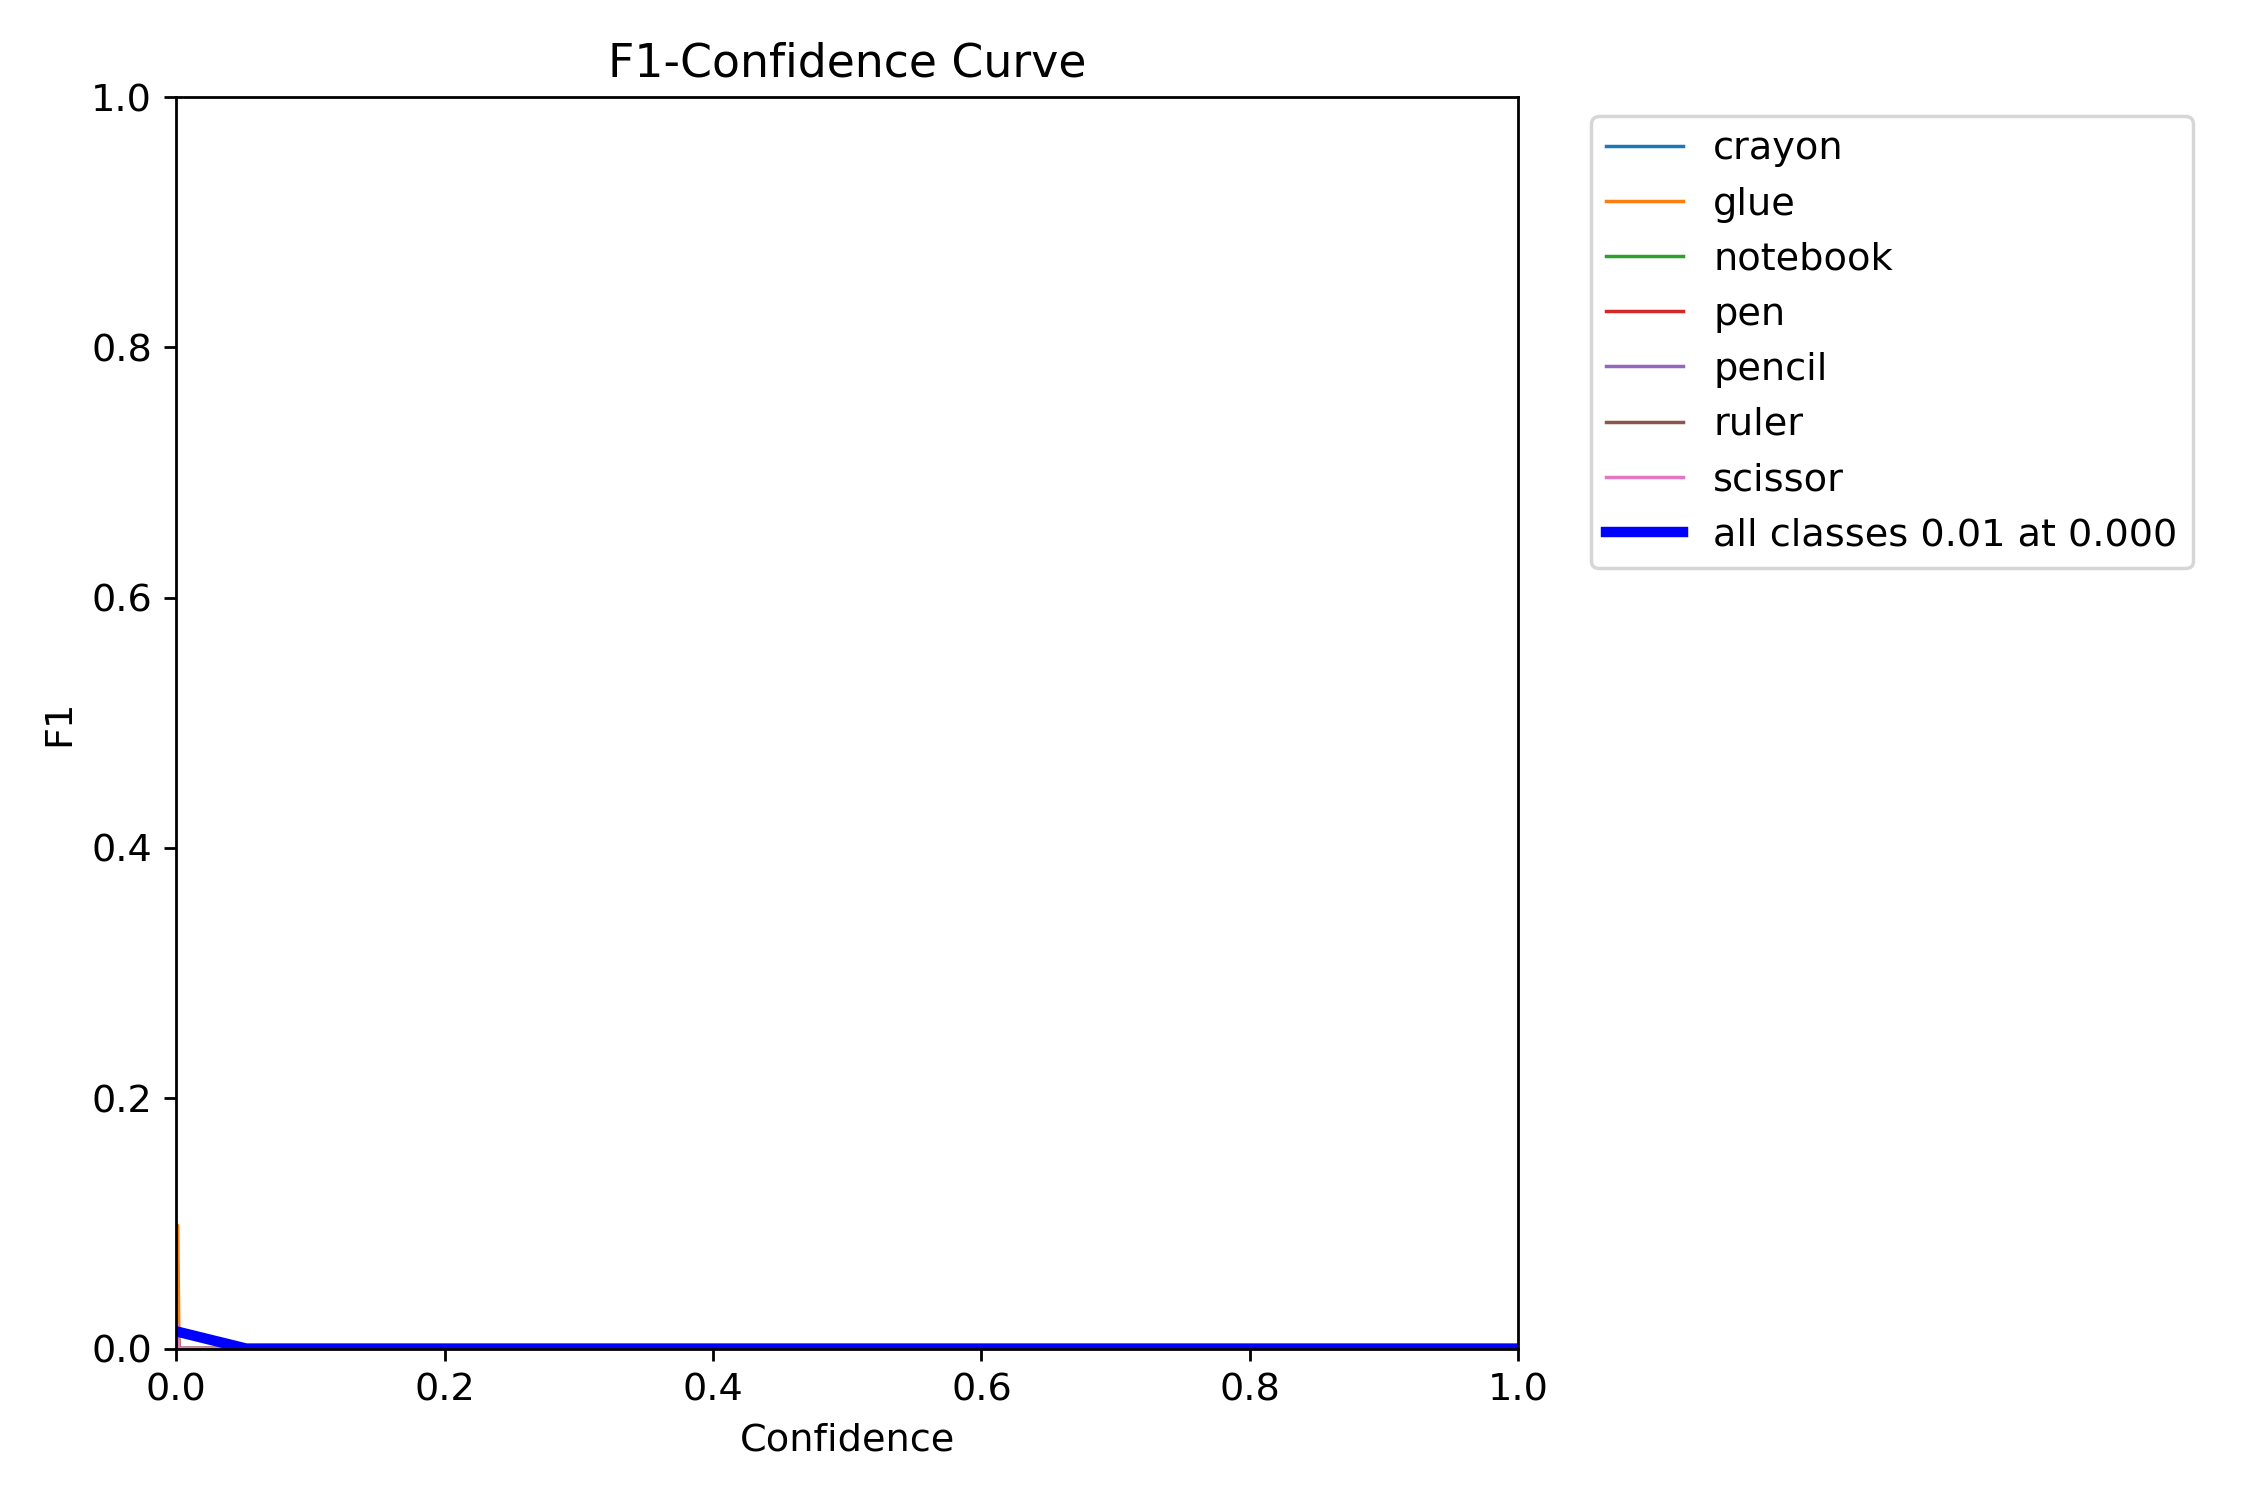 F1-Confidence Curve
1.0
0.8
0.6
0.4
0.2
0.0
F1
0.0 0.2 0.4 0.6 0.8 1.0
Confidence
crayon
glue
notebook
pen
pencil
ruler
scissor
all classes 0.01 at 0.000